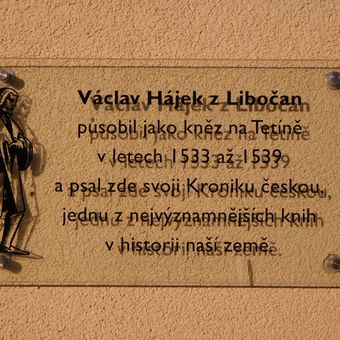 Václav Hájek z Libočan
působil jako kněz na Tetíně
v letech 1533 až 1539
a psal zde svoji Kroniku českou,
jednu z nejvýznamnějších knih
v historii naší země.